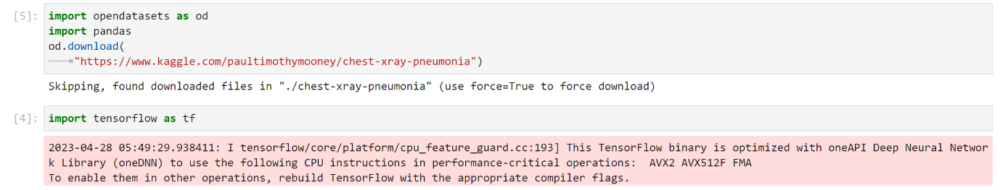 [5]: import opendatasets as od
import pandas
od.download(
"https://www.kaggle.com/paultimothymooney/chest-xray-pneumonia")
Skipping, found downloaded files in "./chest-xray-pneumonia" (use force=True to force download)
[4]: import tensorflow as tf
2023-04-28 05:49:29.938411: I tensorflow/core/platform/cpu_feature_guard.cc:193] This TensorFlow binary is optimized with oneAPI Deep Neural Networ
k Library (oneDNN) to use the following CPU instructions in performance-critical operations:  AVX2 AVX512F FMA
To enable them in other operations, rebuild TensorFlow with the appropriate compiler flags.